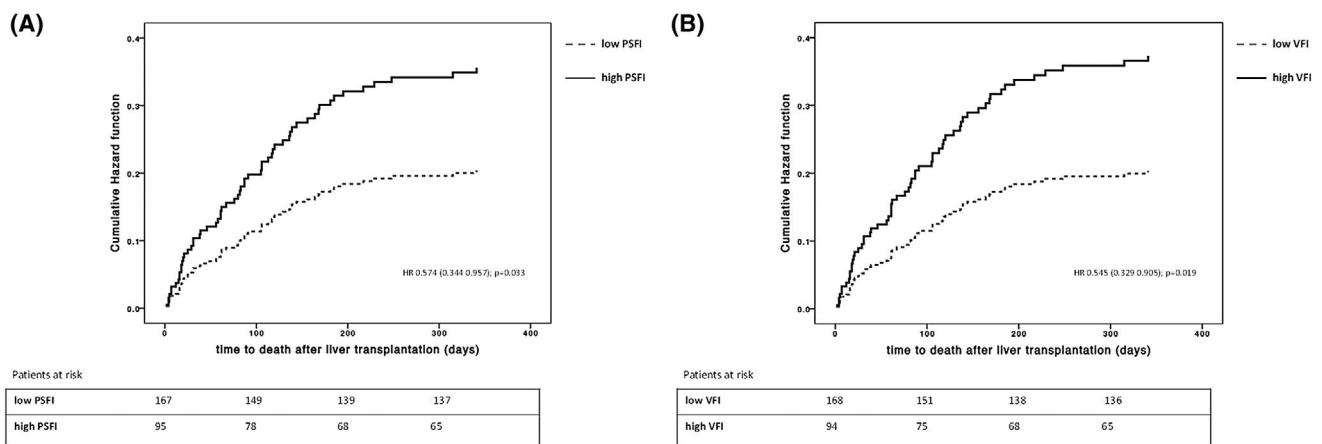 (A)
0.4
0.3
0.2
0.1
0.0
Cumulative Hazard function
low PSFI
high PSFI
HR 0.574 (0.344 0.957); p=0.033
0 100 200 300 400
time to death after liver transplantation (days)
Patients at risk
low PSFI 167 149 139 137
high PSFI 95 78 68 65
(B)
0.4
0.3
0.2
0.1
0.0
Cumulative Hazard function
low VFI
high VFI
HR 0.545 (0.329 0.905); p=0.019
0 100 200 300 400
time to death after liver transplantation (days)
Patients at risk
low VFI 168 151 138 136
high VFI 94 75 68 65